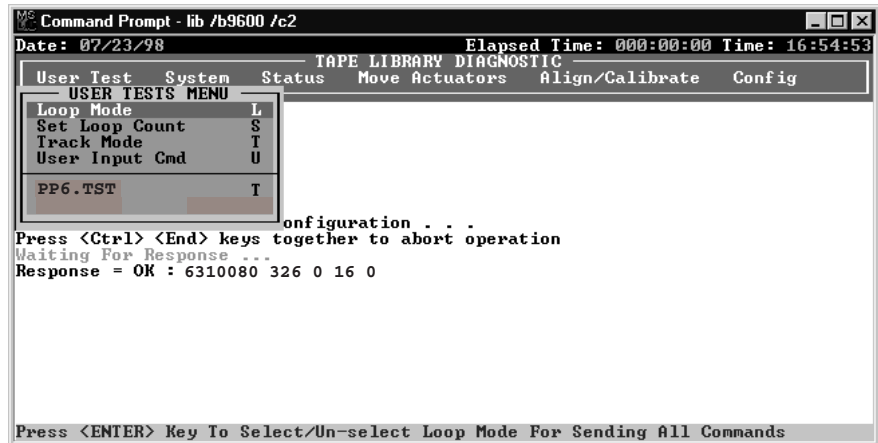 Command Prompt - lib /b9600 /c2
Date: 07/23/98 Elapsed Time: 000:00:00 Time: 16:54:53
TAPE LIBRARY DIAGNOSTIC
User Test System Status Move Actuators Align/Calibrate Config
USER TESTS MENU
Loop Mode L
Set Loop Count S
Track Mode T
User Input Cmd U
PP6.TST T
onfiguration . . .
Press <Ctrl> <End> keys together to abort operation
Waiting For Response ...
Response = OK : 6310080 326 0 16 0
Press <ENTER> Key To Select/Un-select Loop Mode For Sending All Commands